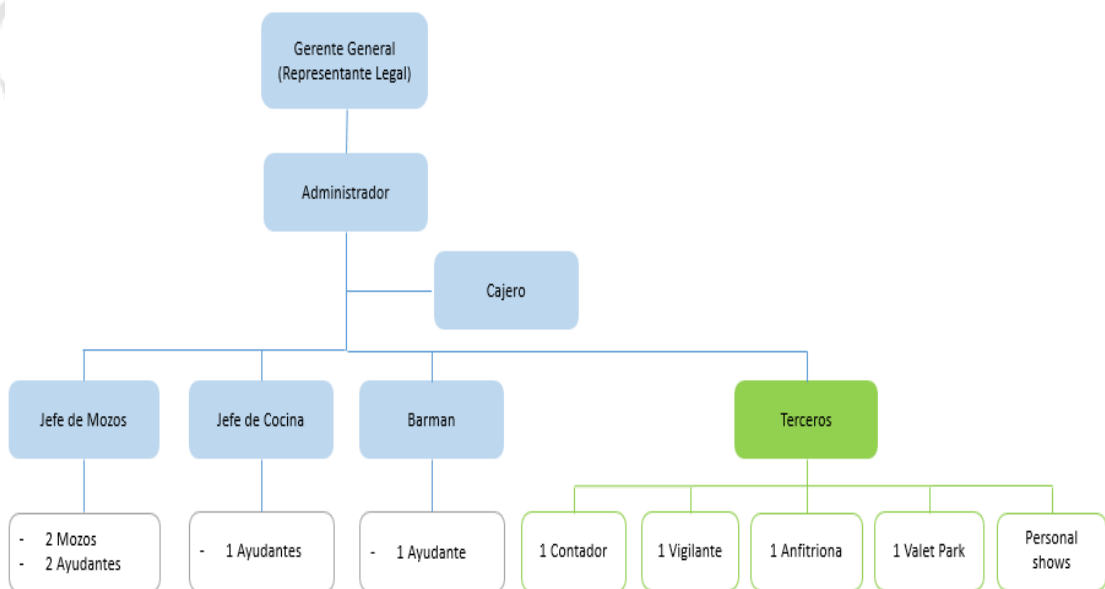 Gerente General
(Representante Legal)
Administrador
Cajero
Jefe de Mozos
Jefe de Cocina
Barman
Terceros
- 2 Mozos
- 2 Ayudantes
- 1 Ayudantes
- 1 Ayudante
1 Contador
1 Vigilante
1 Anfitriona
1 Valet Park
Personal
shows